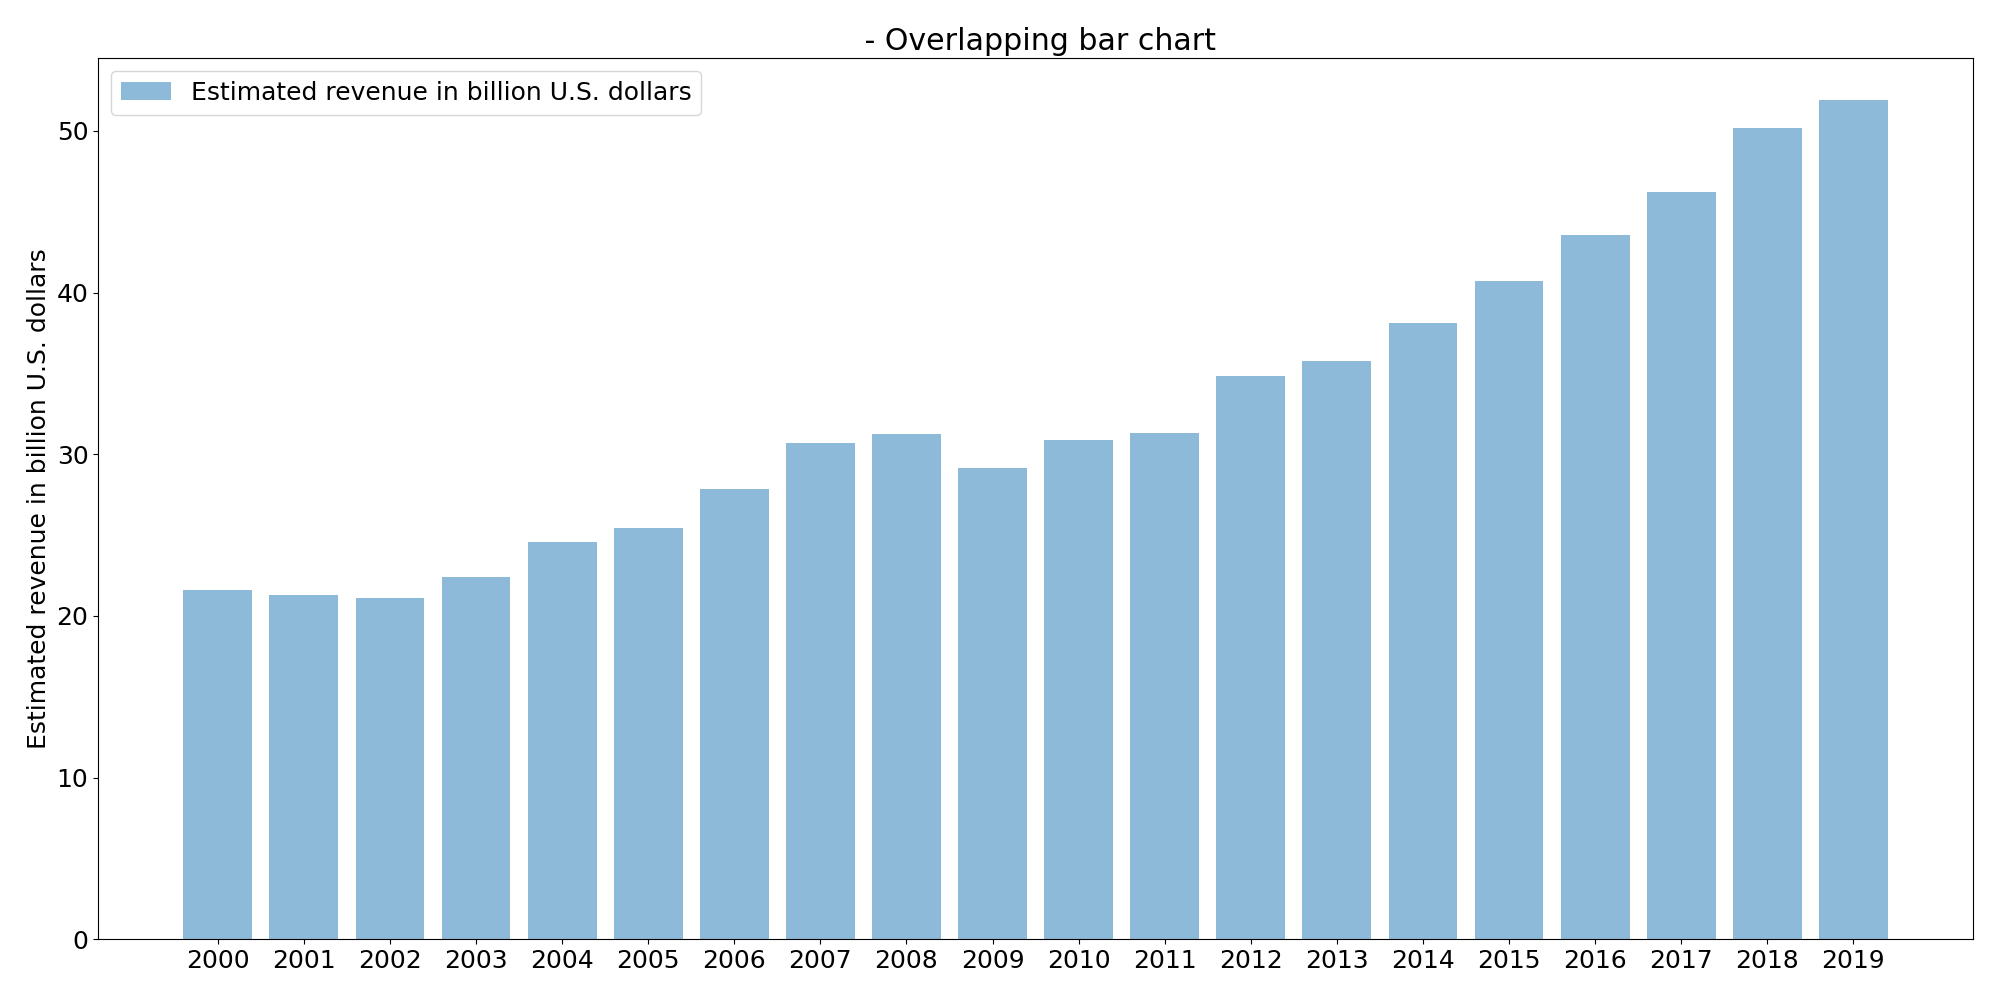 - Overlapping bar chart
Estimated revenue in billion U.S. dollars
Estimated revenue in billion U.S. dollars
50
40
30
20
10
0
2000 2001 2002 2003 2004 2005 2006 2007 2008 2009 2010 2011 2012 2013 2014 2015 2016 2017 2018 2019